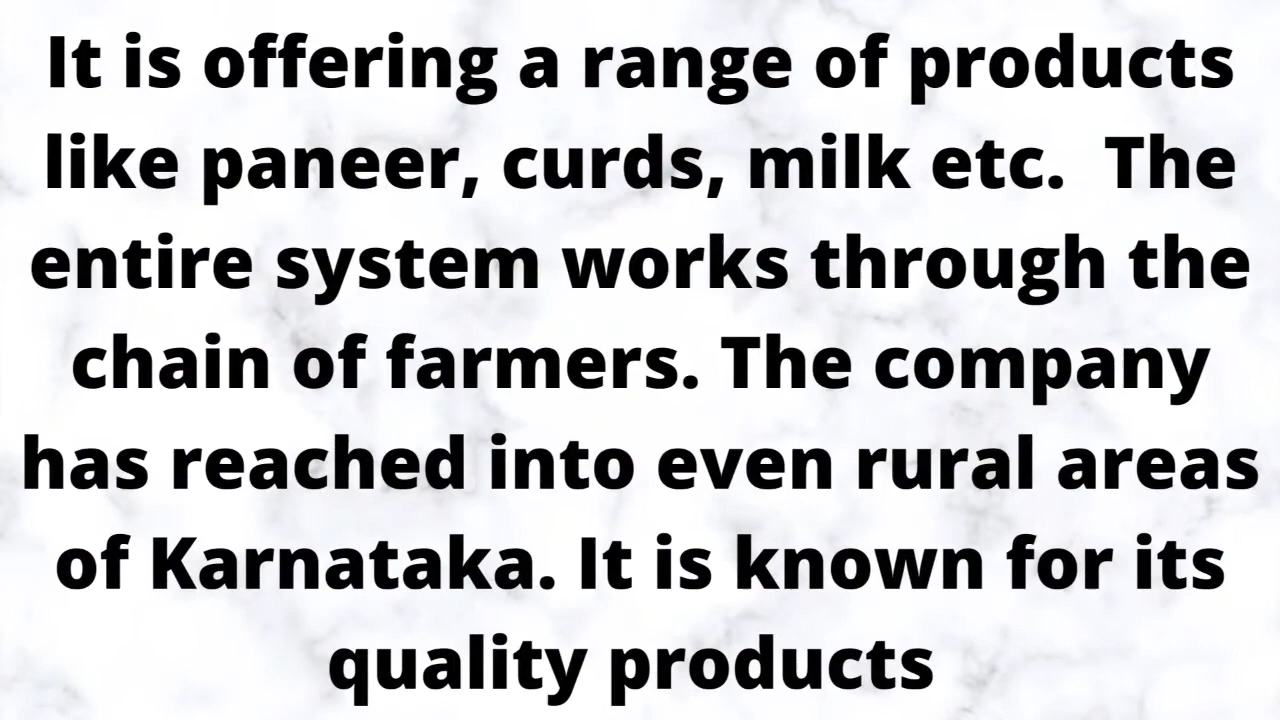 It is offering a range of products
like paneer, curds, milk etc.  The
entire system works through the
chain of farmers. The company
has reached into even rural areas
of Karnataka. It is known for its
quality products